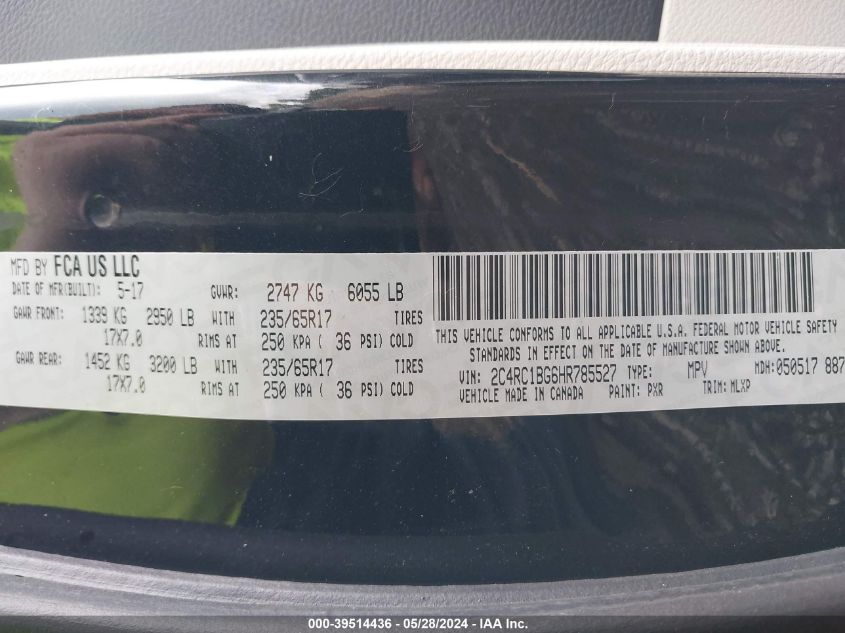 MFD BY FCA US LLC
DATE OF MFR(BUILT): 5-17 GVWR: 2747 KG 6055 LB
GAWR FRONT: 1339 KG 2950 LB WITH 235/65R17 TIRES
17X7.0 RIMS AT 250 KPA ( 36 PSI) COLD
GAWR REAR: 1452 KG 3200 LB WITH 235/65R17 TIRES
17X7.0 RIMS AT 250 KPA ( 36 PSI) COLD
THIS VEHICLE CONFORMS TO ALL APPLICABLE U.S.A. FEDERAL MOTOR VEHICLE SAFETY
STANDARDS IN EFFECT ON THE DATE OF MANUFACTURE SHOWN ABOVE.
VIN: 2C4RC1BG6HR785527 TYPE: MPV MDH: 050517 887
VEHICLE MADE IN CANADA PAINT: PXR TRIM: MLXP
000-39514436 - 05/28/2024 - IAA Inc.